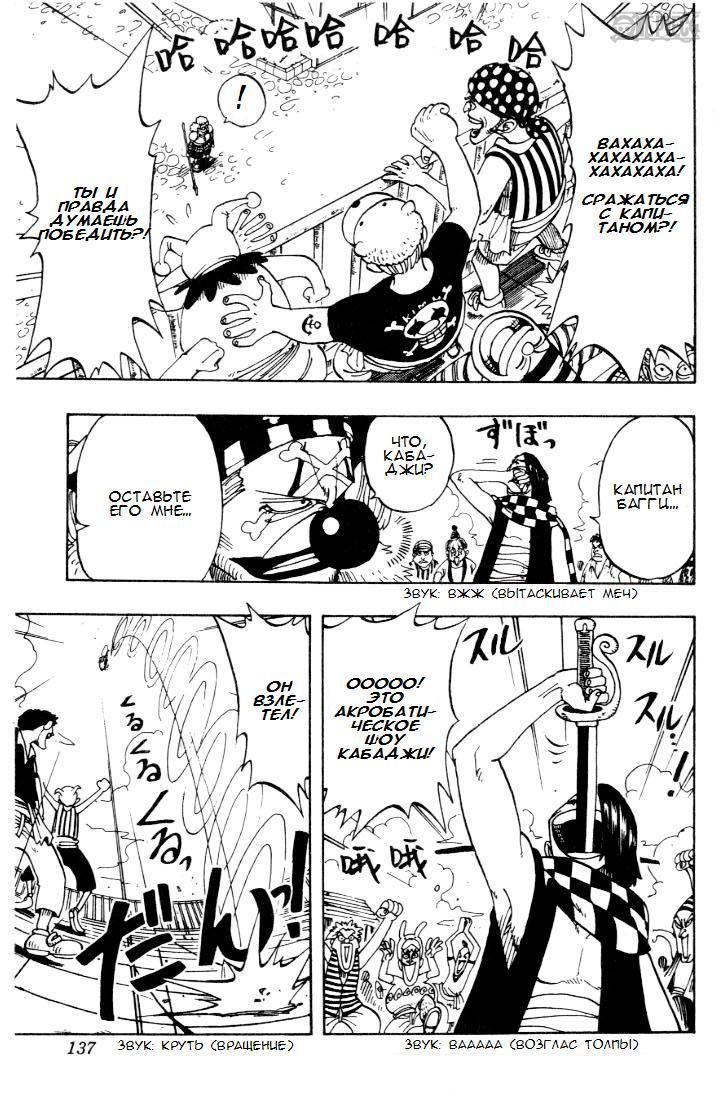 哈 哈 哈 哈 哈 哈 哈
!
ВАХАХА-
ХАХАХАХА-
ХАХАХАХА!
СРАЖАТЬСЯ
С КАПИ-
ТАНОМ?!
ТЫ И
ПРАВДА
ДУМАЕШЬ
ПОБЕДИТЬ?!
КАПИТАН
БАГГИ...
ずぼっ
ЧТО,
КАБА-
ДЖИ?
ОСТАВЬТЕ
ЕГО МНЕ...
ЗВУК: ВЖЖ (ВЫТАСКИВАЕТ МЕЧ)
スル
スル
スル
!
ООООО!
ЭТО
АКРОБАТИ-
ЧЕСКОЕ
ШОУ
КАБАДЖИ!
哦 哦
ОН
ВЗЛЕ-
ТЕЛ!
くる
くる
くるっ
だんっ!
137
ЗВУК: КРУТЬ (ВРАЩЕНИЕ)
ЗВУК: ВААААА (ВОЗГЛАС ТОЛПЫ)